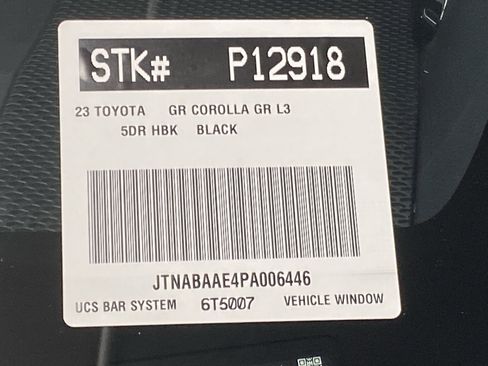 STK# P12918
23 TOYOTA GR COROLLA GR L3
5DR HBK BLACK
JTNABAAE4PA006446
UCS BAR SYSTEM 6T5007 VEHICLE WINDOW